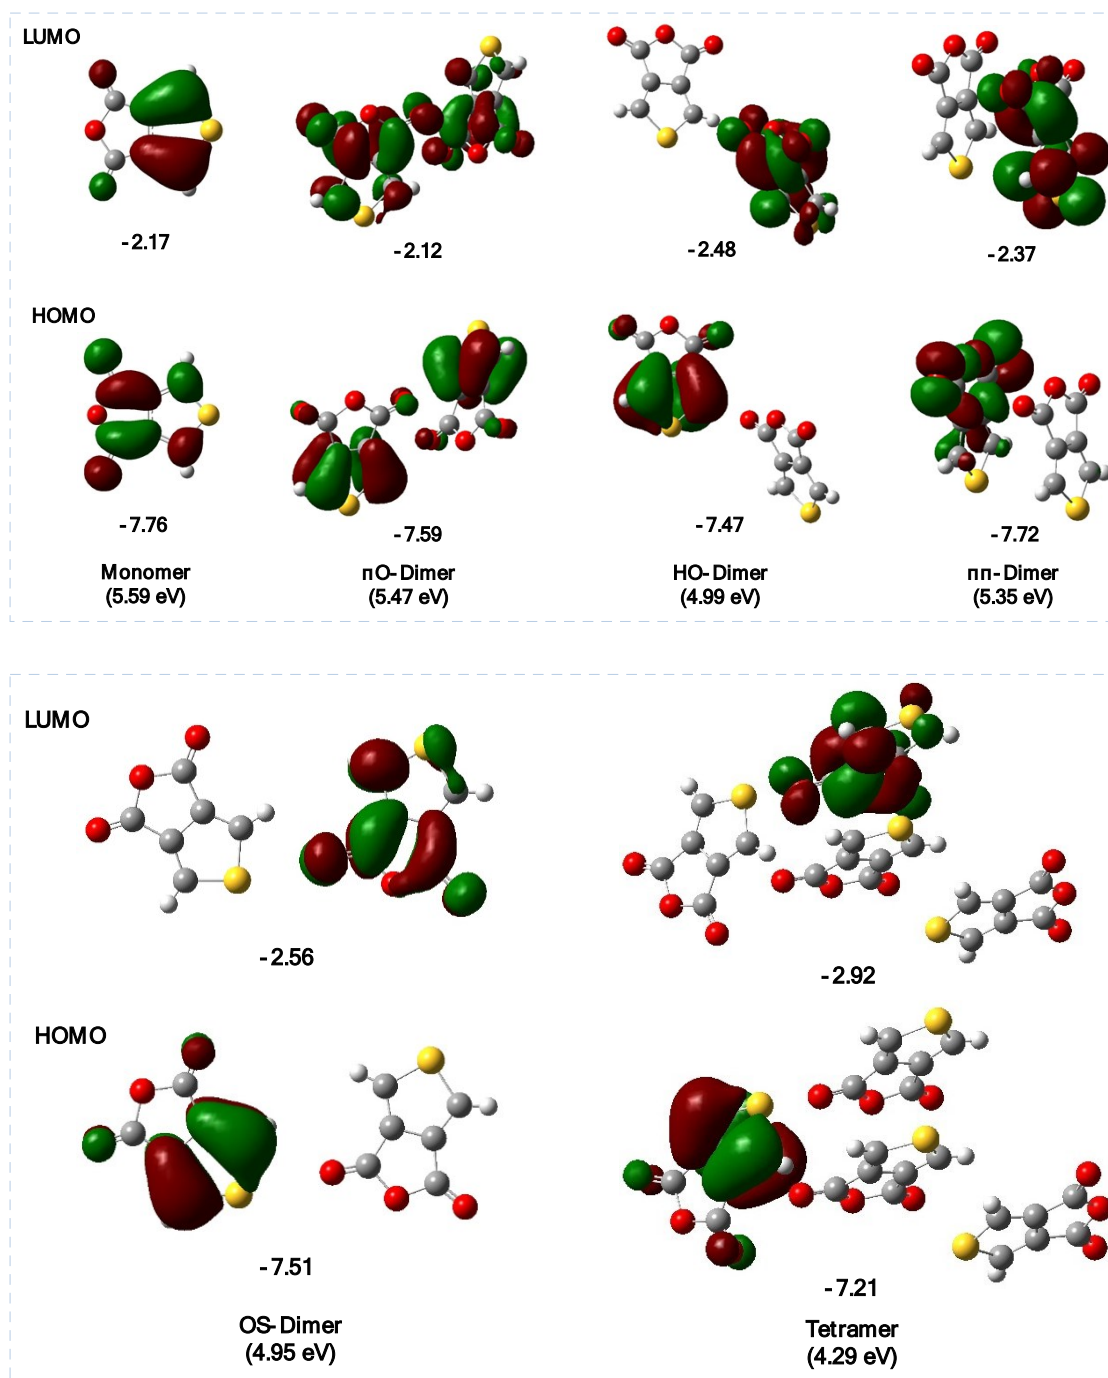 LUMO
-2.17 -2.12 -2.48 -2.37
HOMO
-7.76 -7.59 -7.47 -7.72
Monomer пO-Dimer HO-Dimer пп-Dimer
(5.59 eV) (5.47 eV) (4.99 eV) (5.35 eV)
LUMO
-2.56 -2.92
HOMO
-7.51 -7.21
OS-Dimer Tetramer
(4.95 eV) (4.29 eV)